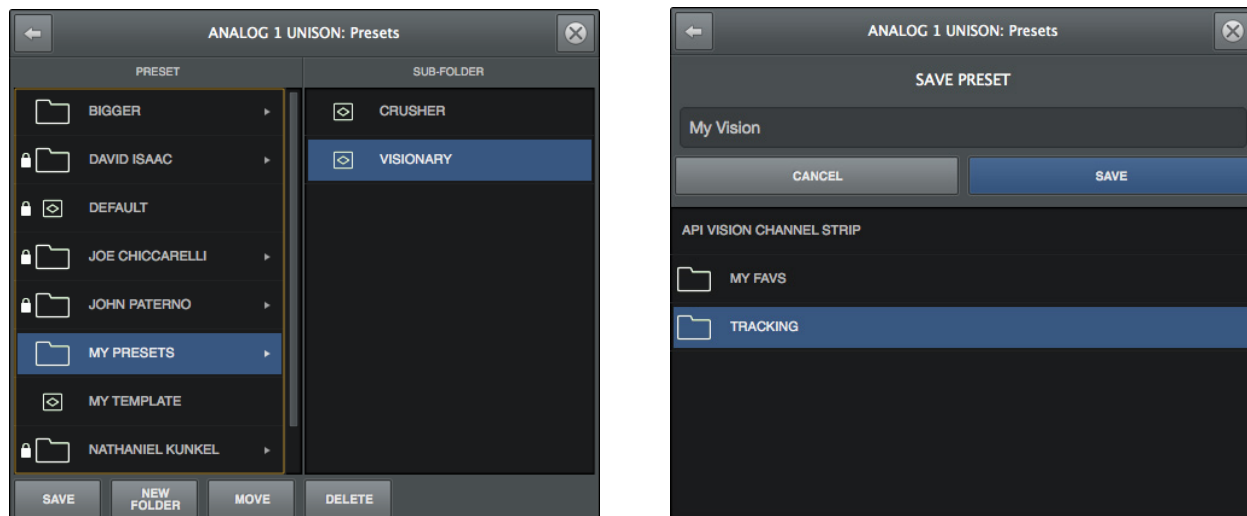 ANALOG 1 UNISON: Presets
PRESET
SUB-FOLDER
BIGGER
CRUSHER
DAVID ISAAC
VISIONARY
DEFAULT
JOE CHICCARELLI
JOHN PATERNO
MY PRESETS
MY TEMPLATE
NATHANIEL KUNKEL
SAVE
NEW
FOLDER
MOVE
DELETE
ANALOG 1 UNISON: Presets
SAVE PRESET
My Vision
CANCEL
SAVE
API VISION CHANNEL STRIP
MY FAVS
TRACKING